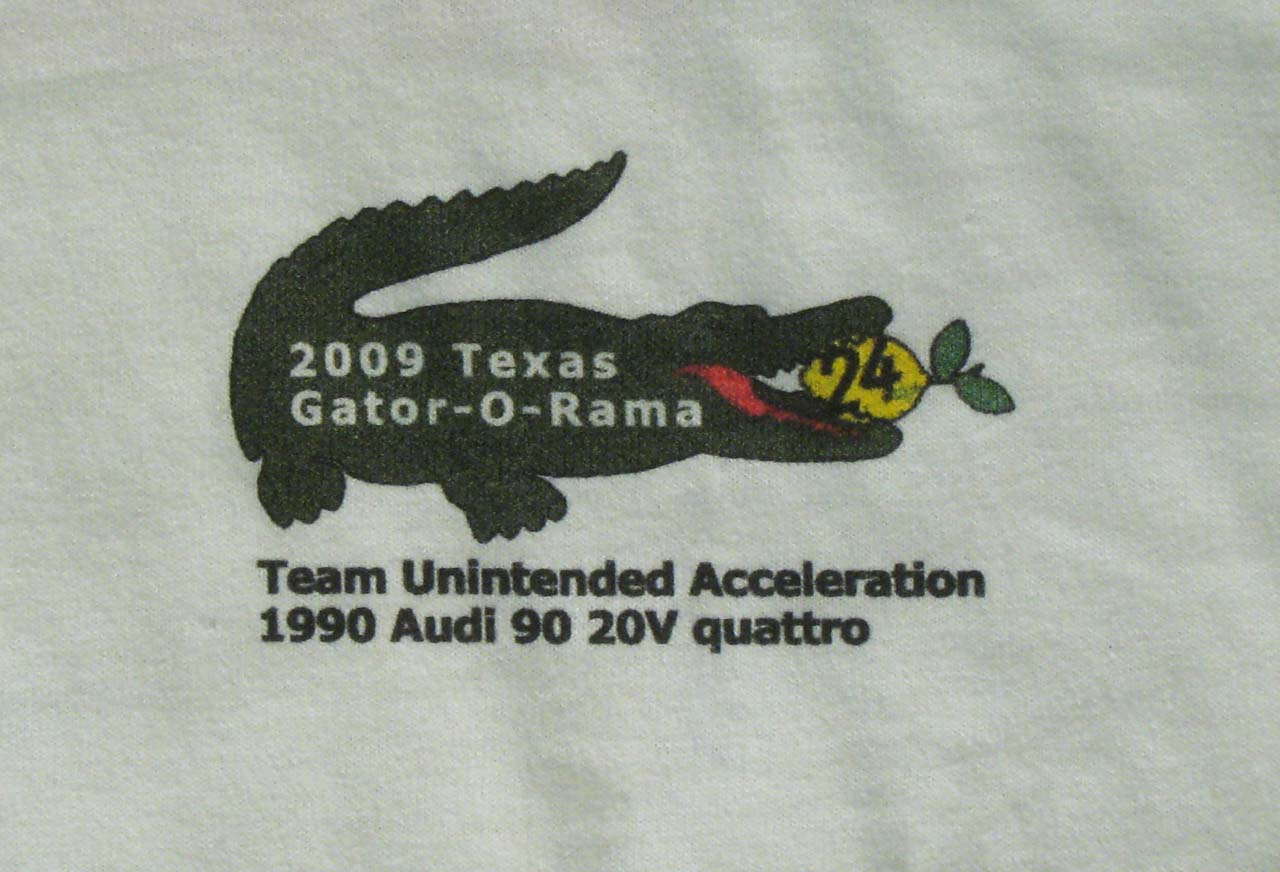 2009 Texas
Gator-O-Rama
24
Team Unintended Acceleration
1990 Audi 90 20V quattro